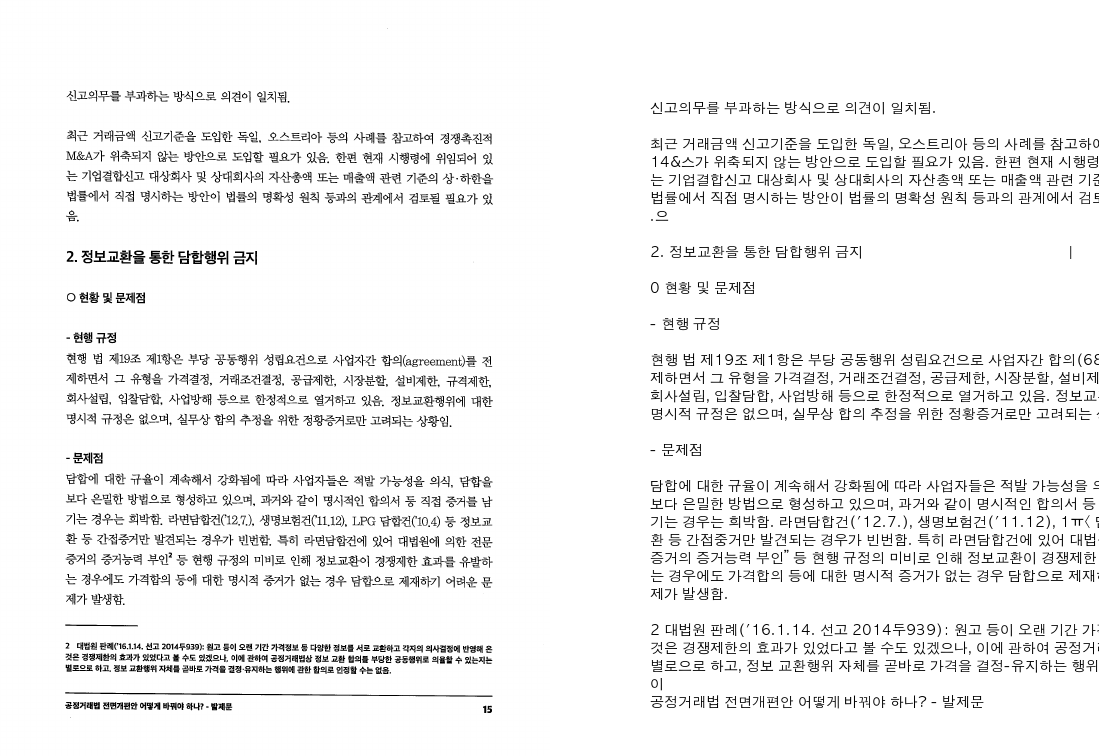 신고의무를 부과하는 방식으로 의견이 일치됨.
최근 거래금액 신고기준을 도입한 독일, 오스트리아 등의 사례를 참고하여 경쟁촉진적
M&A가 위축되지 않는 방안으로 도입할 필요가 있음. 한편 현재 시행령에 위임되어 있
는 기업결합신고 대상회사 및 상대회사의 자산총액 또는 매출액 관련 기준의 상·하한을
법률에서 직접 명시하는 방안이 법률의 명확성 원칙 등과의 관계에서 검토될 필요가 있
음.
2. 정보교환을 통한 담합행위 금지
○ 현황 및 문제점
- 현행 규정
현행 법 제19조 제1항은 부당 공동행위 성립요건으로 사업자간 합의(agreement)를 전
제하면서 그 유형을 가격결정, 거래조건결정, 공급제한, 시장분할, 설비제한, 규격제한,
회사설립, 입찰담합, 사업방해 등으로 한정적으로 열거하고 있음. 정보교환행위에 대한
명시적 규정은 없으며, 실무상 합의 추정을 위한 정황증거로만 고려되는 상황임.
- 문제점
담합에 대한 규율이 계속해서 강화됨에 따라 사업자들은 적발 가능성을 의식, 담합을
보다 은밀한 방법으로 형성하고 있으며, 과거와 같이 명시적인 합의서 등 직접 증거를 남
기는 경우는 희박함. 라면담합건('12.7.), 생명보험건('11.12), LPG 담합건('10.4) 등 정보교
환 등 간접증거만 발견되는 경우가 빈번함. 특히 라면담합건에 있어 대법원에 의한 전문
증거의 증거능력 부인² 등 현행 규정의 미비로 인해 정보교환이 경쟁제한 효과를 유발하
는 경우에도 가격합의 등에 대한 명시적 증거가 없는 경우 담합으로 제재하기 어려운 문
제가 발생함.
2 대법원 판례('16.1.14. 선고 2014두939): 원고 등이 오랜 기간 가격정보 등 다양한 정보를 서로 교환하고 각자의 의사결정에 반영해 온
것은 경쟁제한의 효과가 있었다고 볼 수도 있겠으나, 이에 관하여 공정거래법상 정보 교환 합의를 부당한 공동행위로 의율할 수 있는지는
별론으로 하고, 정보 교환행위 자체를 곧바로 가격을 결정·유지하는 행위에 관한 합의로 인정할 수는 없음.
공정거래법 전면개편안 어떻게 바꿔야 하나? - 발제문 15
신고의무를 부과하는 방식으로 의견이 일치됨.
최근 거래금액 신고기준을 도입한 독일, 오스트리아 등의 사례를 참고하여
14&스가 위축되지 않는 방안으로 도입할 필요가 있음. 한편 현재 시행령
는 기업결합신고 대상회사 및 상대회사의 자산총액 또는 매출액 관련 기준
법률에서 직접 명시하는 방안이 법률의 명확성 원칙 등과의 관계에서 검토
.으
2. 정보교환을 통한 담합행위 금지 |
0 현황 및 문제점
- 현행 규정
현행 법 제19조 제1항은 부당 공동행위 성립요건으로 사업자간 합의(68
제하면서 그 유형을 가격결정, 거래조건결정, 공급제한, 시장분할, 설비제
회사설립, 입찰담합, 사업방해 등으로 한정적으로 열거하고 있음. 정보교
명시적 규정은 없으며, 실무상 합의 추정을 위한 정황증거로만 고려되는
- 문제점
담합에 대한 규율이 계속해서 강화됨에 따라 사업자들은 적발 가능성을
보다 은밀한 방법으로 형성하고 있으며, 과거와 같이 명시적인 합의서 등
기는 경우는 희박함. 라면담합건(′12.7.), 생명보험건(′11.12), 1ㅠ〈
환 등 간접증거만 발견되는 경우가 빈번함. 특히 라면담합건에 있어 대법
증거의 증거능력 부인” 등 현행 규정의 미비로 인해 정보교환이 경쟁제한
는 경우에도 가격합의 등에 대한 명시적 증거가 없는 경우 담합으로 제재
제가 발생함.
2 대법원 판례(′16.1.14. 선고 2014두939): 원고 등이 오랜 기간
것은 경쟁제한의 효과가 있었다고 볼 수도 있겠으나, 이에 관하여 공정거
별로으로 하고, 정보 교환행위 자체를 곧바로 가격을 결정-유지하는 행위
이
공정거래법 전면개편안 어떻게 바꿔야 하나? - 발제문